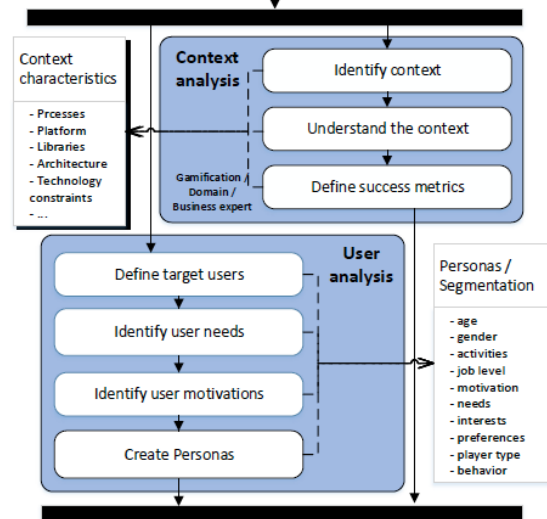 Context
characteristics
- Prcesses
- Platform
- Libraries
- Architecture
- Technology
constraints
- ...
Context
analysis
Identify context
Understand the context
Define success metrics
Gamification /
Domain /
Business expert
User
analysis
Define target users
Identify user needs
Identify user motivations
Create Personas
Personas /
Segmentation
- age
- gender
- activities
- job level
- motivation
- needs
- interests
- preferences
- player type
- behavior